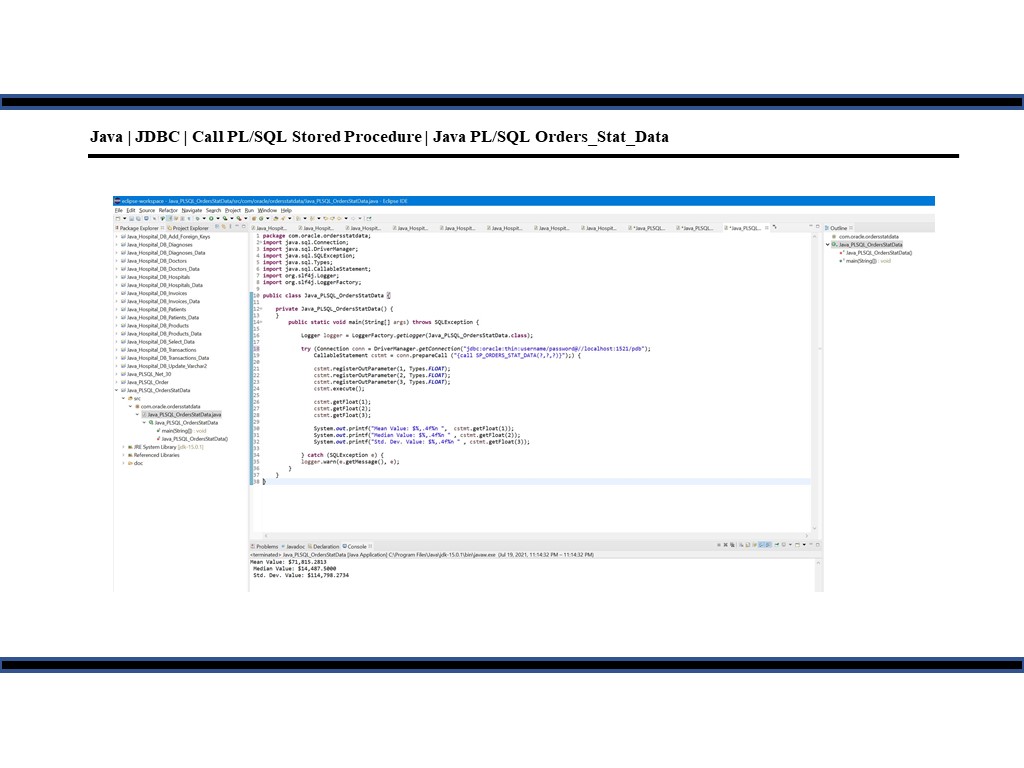 Java | JDBC | Call PL/SQL Stored Procedure | Java PL/SQL Orders_Stat_Data
eclipse-workspace - Java_PLSQL_OrdersStatData/src/com/oracle/ordersstatdata/Java_PLSQL_OrdersStatData.java - Eclipse IDE
File Edit Source Refactor Navigate Search Project Run Window Help
Package Explorer Project Explorer
Java_Hospital_DB_Add_Foreign_Keys
Java_Hospital_DB_Diagnoses
Java_Hospital_DB_Diagnoses_Data
Java_Hospital_DB_Doctors
Java_Hospital_DB_Doctors_Data
Java_Hospital_DB_Hospitals
Java_Hospital_DB_Hospitals_Data
Java_Hospital_DB_Invoices
Java_Hospital_DB_Invoices_Data
Java_Hospital_DB_Patients
Java_Hospital_DB_Patients_Data
Java_Hospital_DB_Products
Java_Hospital_DB_Products_Data
Java_Hospital_DB_Select_Data
Java_Hospital_DB_Transactions
Java_Hospital_DB_Transactions_Data
Java_Hospital_DB_Update_Varchar2
Java_PLSQL_Net_30
Java_PLSQL_Order
Java_PLSQL_OrdersStatData
src
com.oracle.ordersstatdata
Java_PLSQL_OrdersStatData.java
Java_PLSQL_OrdersStatData
main(String[]) : void
Java_PLSQL_OrdersStatData()
JRE System Library [jdk-15.0.1]
Referenced Libraries
doc
Java_Hospit... Java_Hospit... Java_Hospit... Java_Hospit... Java_Hospit... Java_Hospit... Java_Hospit... Java_Hospit... *Java_PLSQL... *Java_PLSQL... *Java_PLSQL...
1 package com.oracle.ordersstatdata;
2 import java.sql.Connection;
3 import java.sql.DriverManager;
4 import java.sql.SQLException;
5 import java.sql.Types;
6 import java.sql.CallableStatement;
7 import org.slf4j.Logger;
8 import org.slf4j.LoggerFactory;
9
10 public class Java_PLSQL_OrdersStatData {
11
12 private Java_PLSQL_OrdersStatData() {
13 }
14 public static void main(String[] args) throws SQLException {
15
16 Logger logger = LoggerFactory.getLogger(Java_PLSQL_OrdersStatData.class);
17
18 try (Connection conn = DriverManager.getConnection("jdbc:oracle:thin:username/password@//localhost:1521/pdb");
19 CallableStatement cstmt = conn.prepareCall ("{call SP_ORDERS_STAT_DATA(?,?,?)}");) {
20
21 cstmt.registerOutParameter(1, Types.FLOAT);
22 cstmt.registerOutParameter(2, Types.FLOAT);
23 cstmt.registerOutParameter(3, Types.FLOAT);
24 cstmt.execute();
25
26 cstmt.getFloat(1);
27 cstmt.getFloat(2);
28 cstmt.getFloat(3);
29
30 System.out.printf("Mean Value: $%,.4f%n ", cstmt.getFloat(1));
31 System.out.printf("Median Value: $%,.4f%n " , cstmt.getFloat(2));
32 System.out.printf("Std. Dev. Value: $%,.4f%n " , cstmt.getFloat(3));
33
34 } catch (SQLException e) {
35 logger.warn(e.getMessage(), e);
36 }
37 }
38 }
Outline
com.oracle.ordersstatdata
Java_PLSQL_OrdersStatData
Java_PLSQL_OrdersStatData()
main(String[]) : void
Problems Javadoc Declaration Console
<terminated> Java_PLSQL_OrdersStatData [Java Application] C:\Program Files\Java\jdk-15.0.1\bin\javaw.exe (Jul 19, 2021, 11:14:32 PM – 11:14:32 PM)
Mean Value: $71,815.2813
Median Value: $14,487.5000
Std. Dev. Value: $114,798.2734